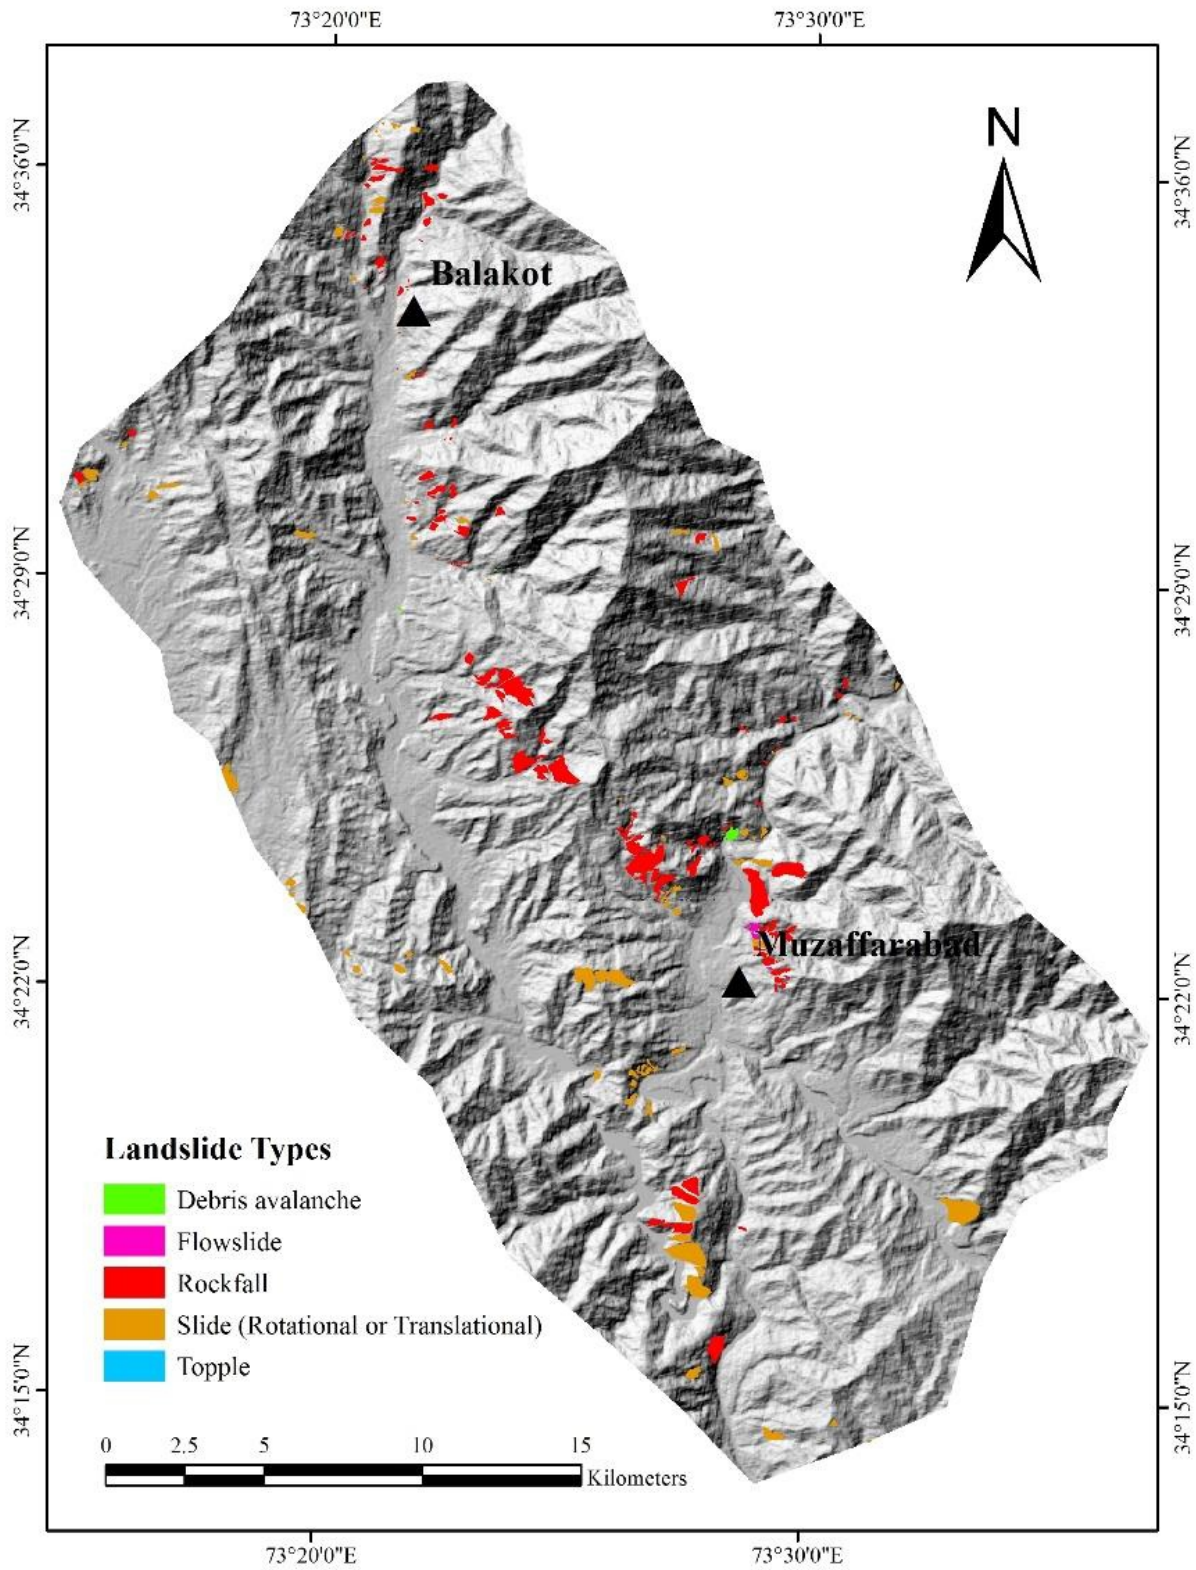 73°20'0"E
73°30'0"E
34°36'0"N
34°36'0"N
N
Balakot
34°29'0"N
34°29'0"N
Muzaffarabad
34°22'0"N
34°22'0"N
Landslide Types
Debris avalanche
Flowslide
Rockfall
Slide (Rotational or Translational)
Topple
34°15'0"N
34°15'0"N
0 2.5 5 10 15
Kilometers
73°20'0"E
73°30'0"E